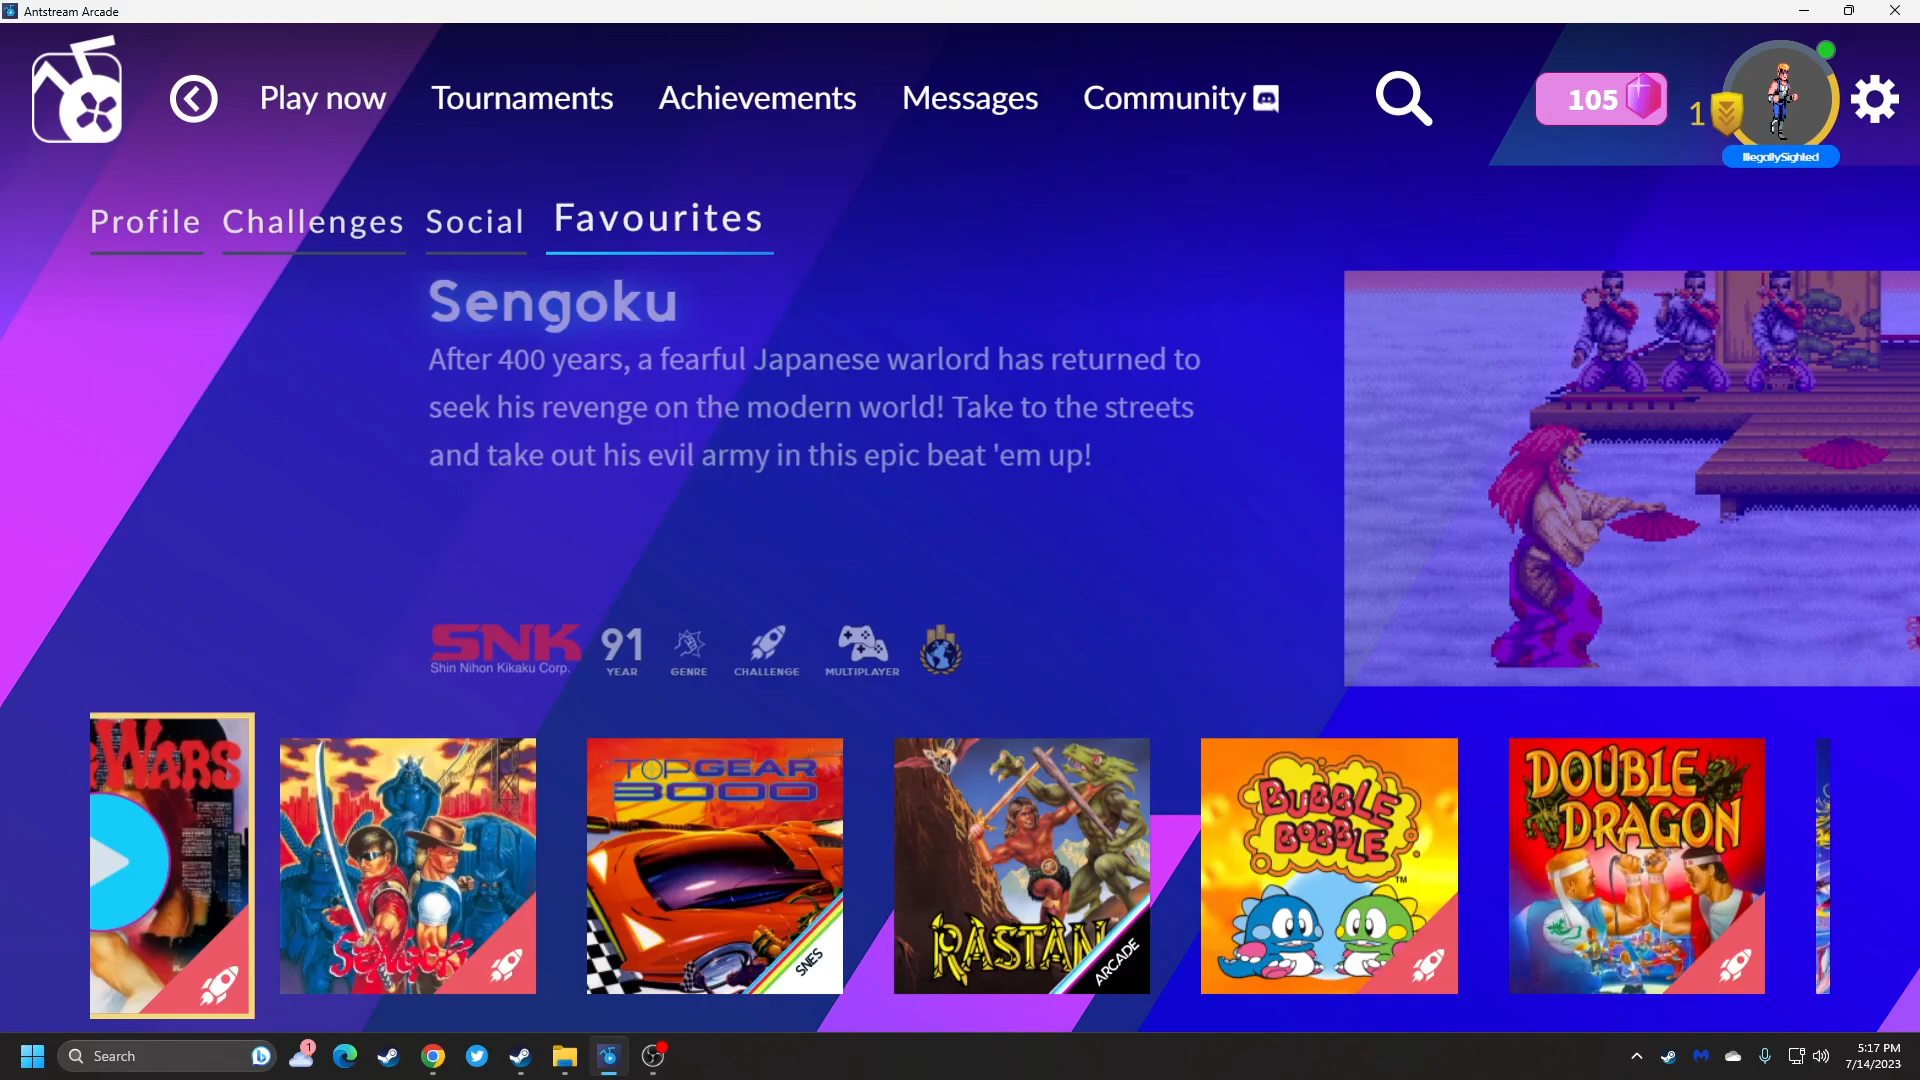 Antstream Arcade
Play now
Tournaments
Achievements
Messages
Community
105
1
IllegallySighted
Profile
Challenges
Social
Favourites
Sengoku
After 400 years, a fearful Japanese warlord has returned to
seek his revenge on the modern world! Take to the streets
and take out his evil army in this epic beat 'em up!
SNK
Shin Nihon Kikaku Corp.
91
YEAR
GENRE
CHALLENGE
MULTIPLAYER
WARS
SENGOKU
TOP GEAR
3000
SNES
RASTAN
ARCADE
BUBBLE
BOBBLE
TM
DOUBLE
DRAGON
Search
1
5:17 PM
7/14/2023